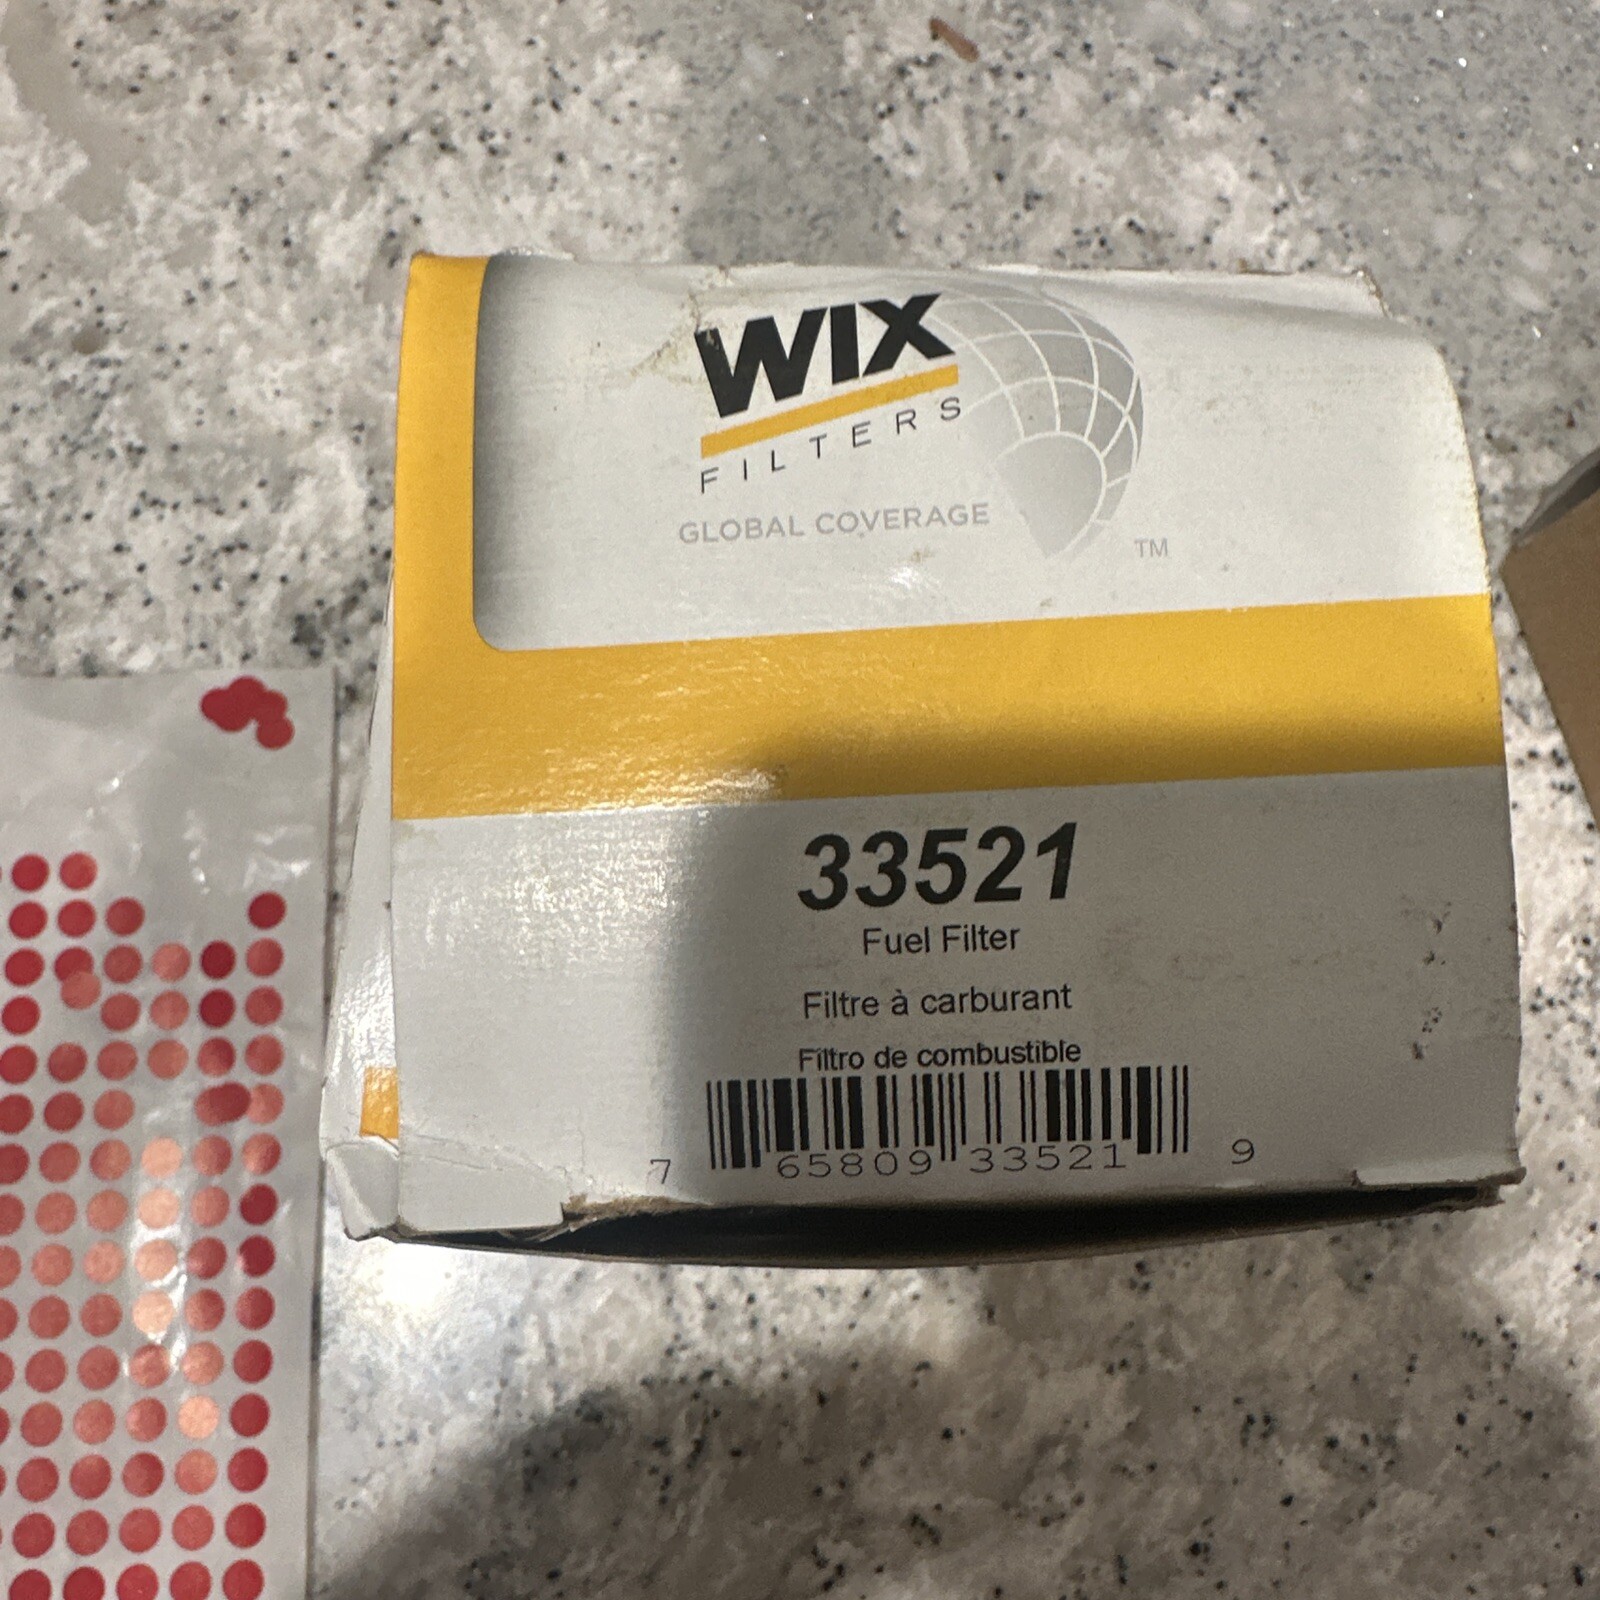 WIX
FILTERS
GLOBAL COVERAGE
TM
33521
Fuel Filter
Filtre à carburant
Filtro de combustible
7 65809 33521 9